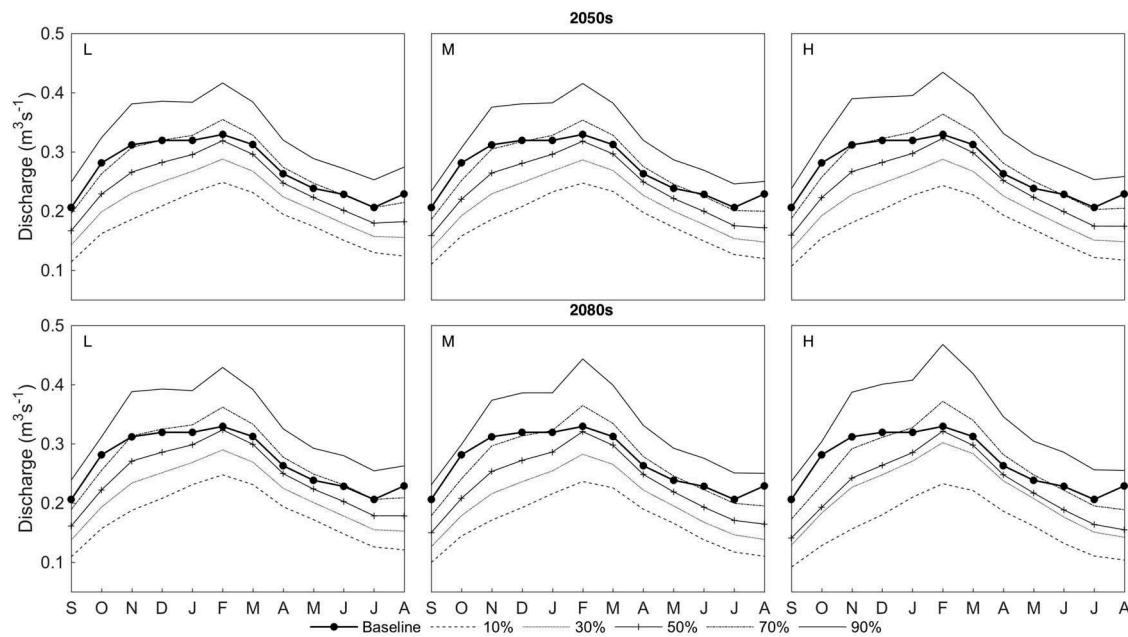 2050s
0.5
0.4
0.3
0.2
0.1
Discharge (m³s⁻¹)
L
M
H
2080s
0.5
0.4
0.3
0.2
0.1
Discharge (m³s⁻¹)
L
M
H
S O N D J F M A M J J A S O N D J F M A M J J A S O N D J F M A M J J A
Baseline 10% 30% 50% 70% 90%